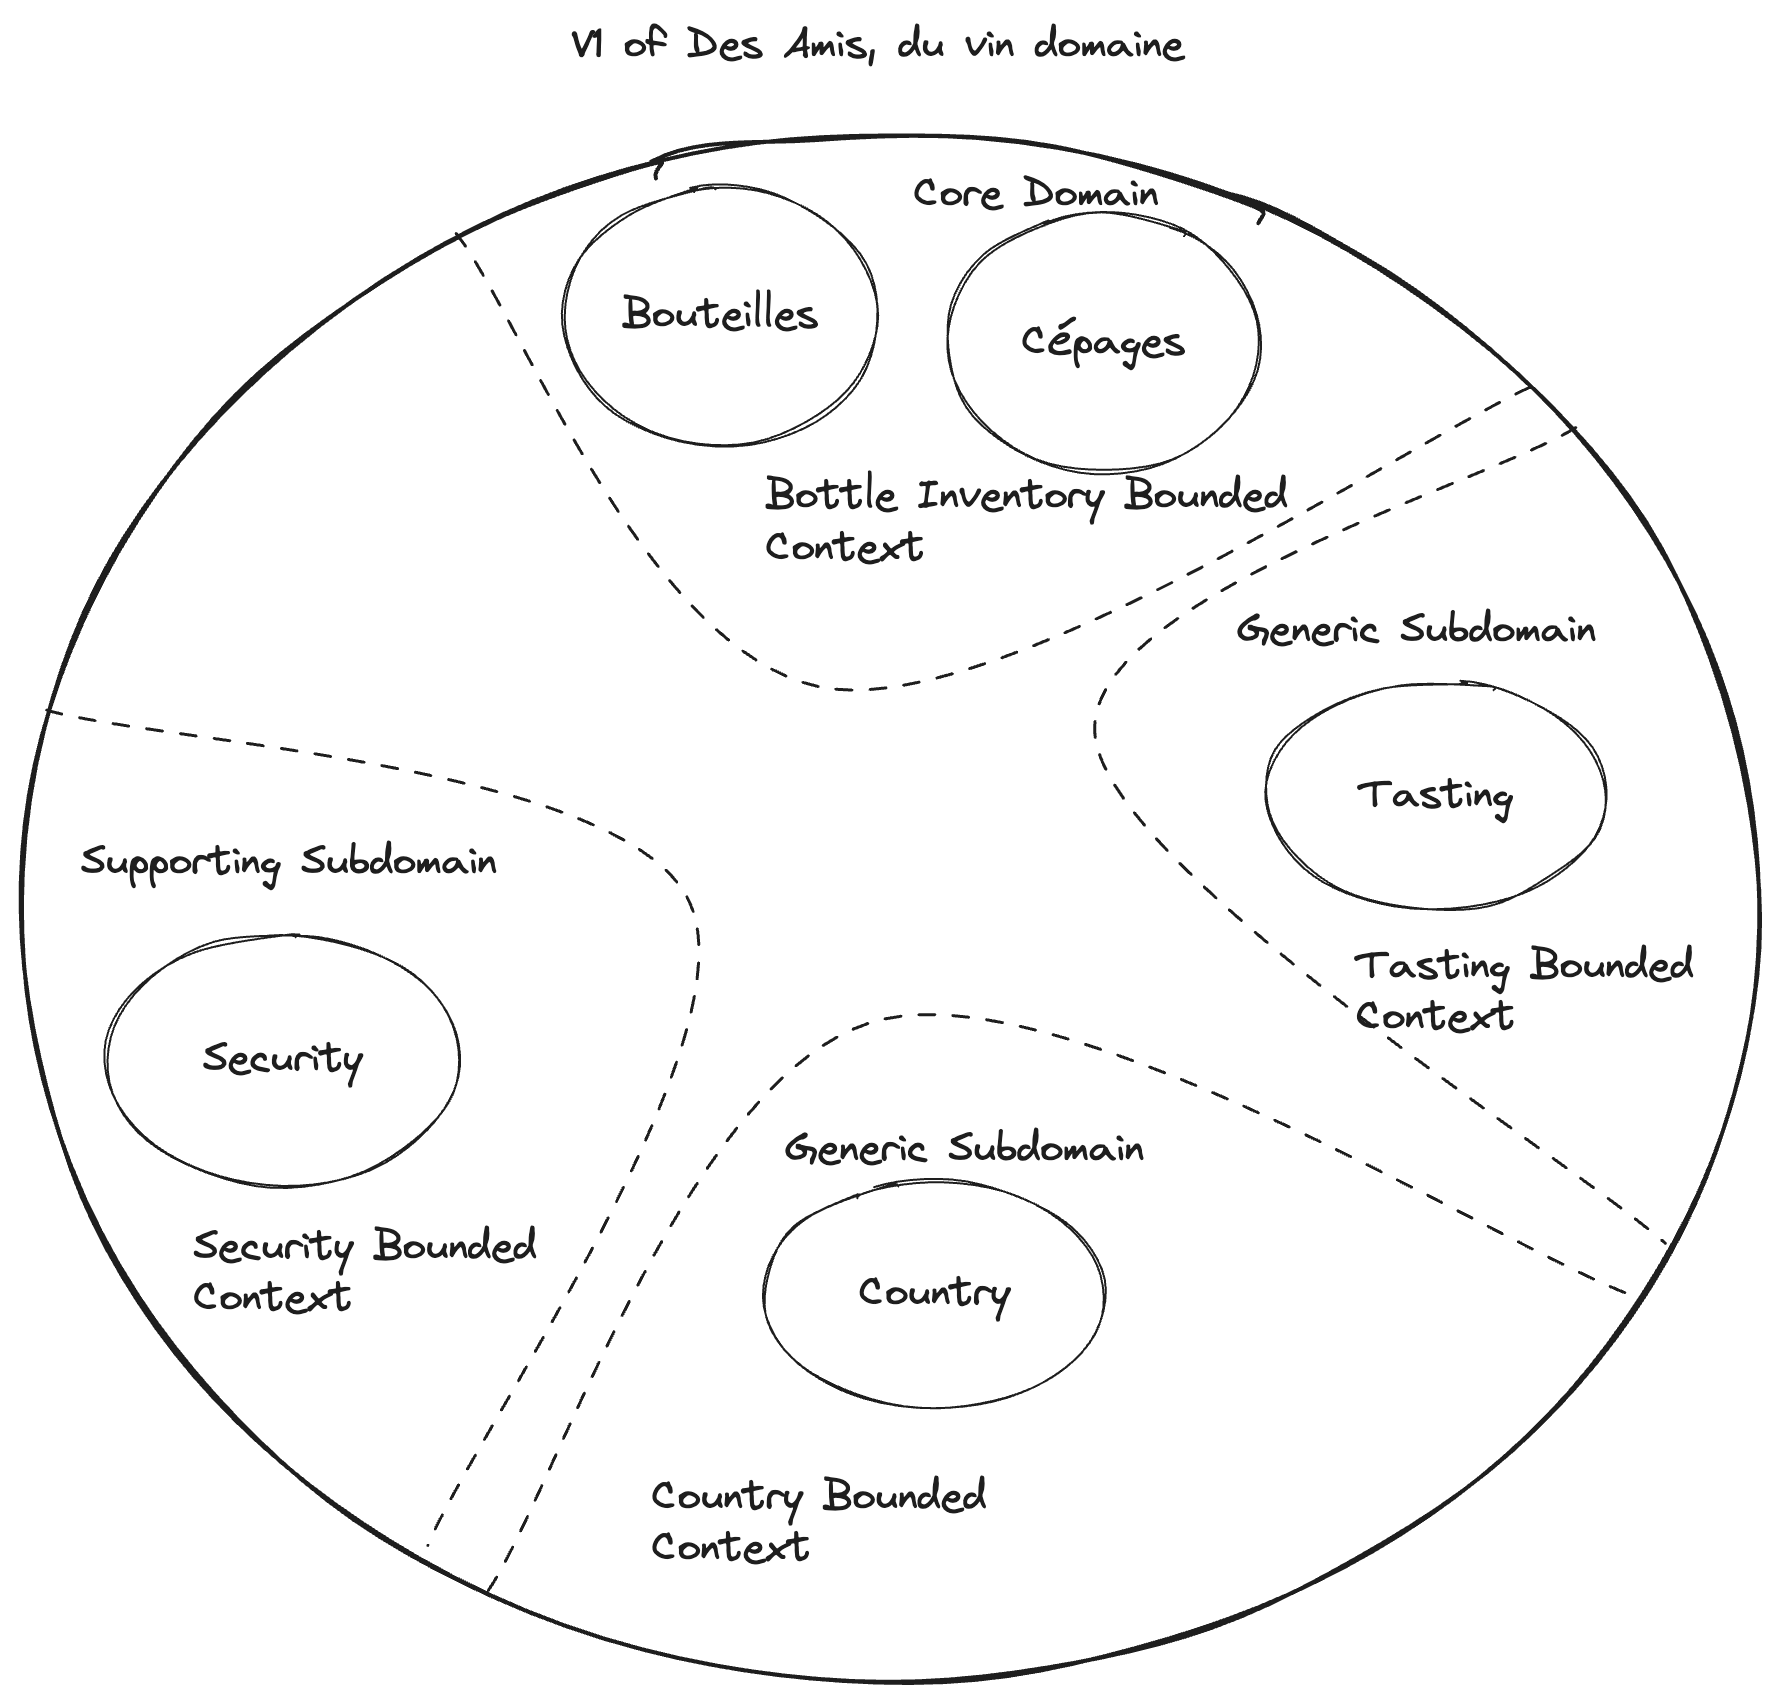 V1 of Des Amis, du vin domaine
Core Domain
Bouteilles
Cépages
Bottle Inventory Bounded
Context
Generic Subdomain
Tasting
Tasting Bounded
Context
Supporting Subdomain
Security
Security Bounded
Context
Generic Subdomain
Country
Country Bounded
Context